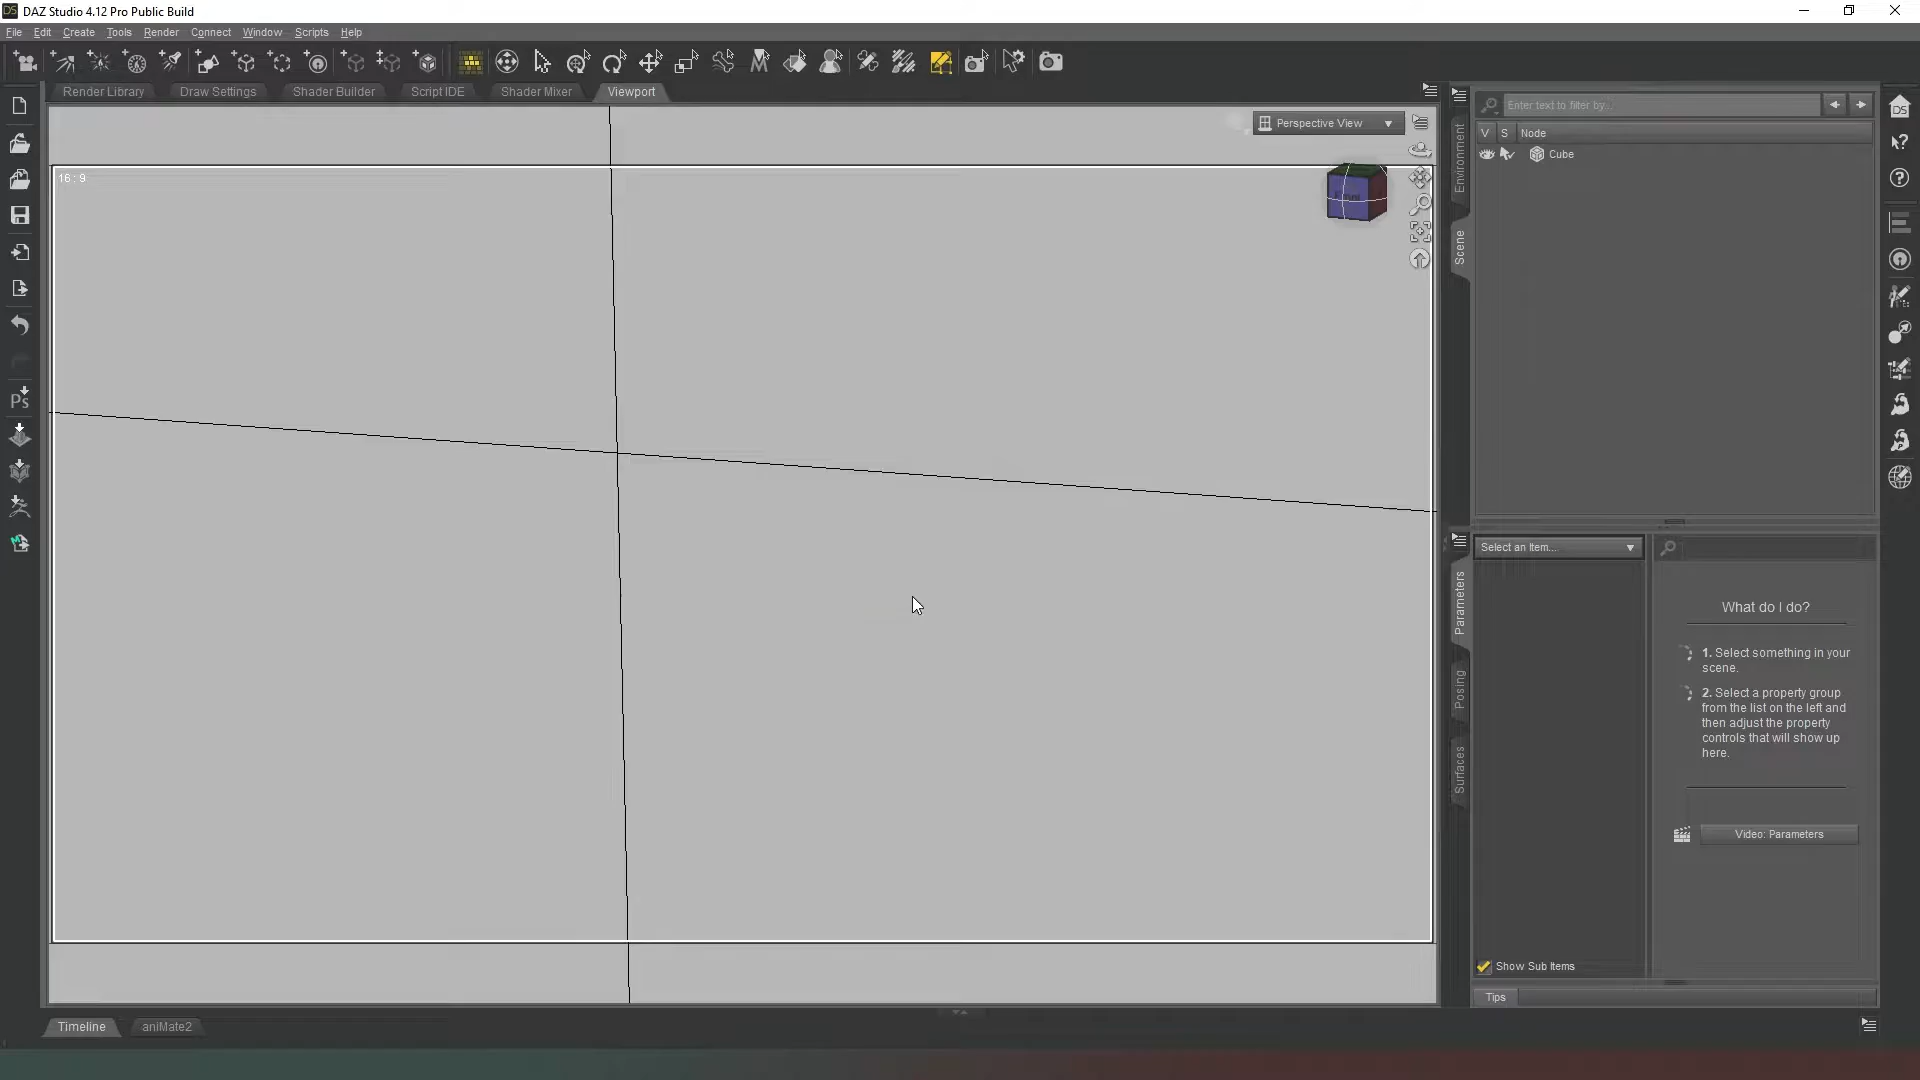 DAZ Studio 4.12 Pro Public Build
File Edit Create Tools Render Connect Window Scripts Help
Render Library Draw Settings Shader Builder Script IDE Shader Mixer Viewport
Perspective View
16 : 9
Environment
Scene
Enter text to filter by...
V S Node
Cube
Ps
Parameters
Posing
Surfaces
Select an Item...
What do I do?
1. Select something in your
scene.
2. Select a property group
from the list on the left and
then adjust the property
controls that will show up
here.
Video: Parameters
Show Sub Items
Tips
Timeline aniMate2